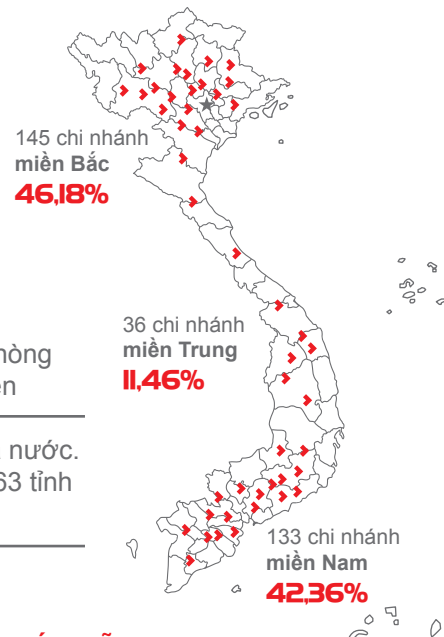 145 chi nhánh
miền Bắc
46,18%
36 chi nhánh
miền Trung
11,46%
nước.
63 tỉnh
133 chi nhánh
miền Nam
42,36%